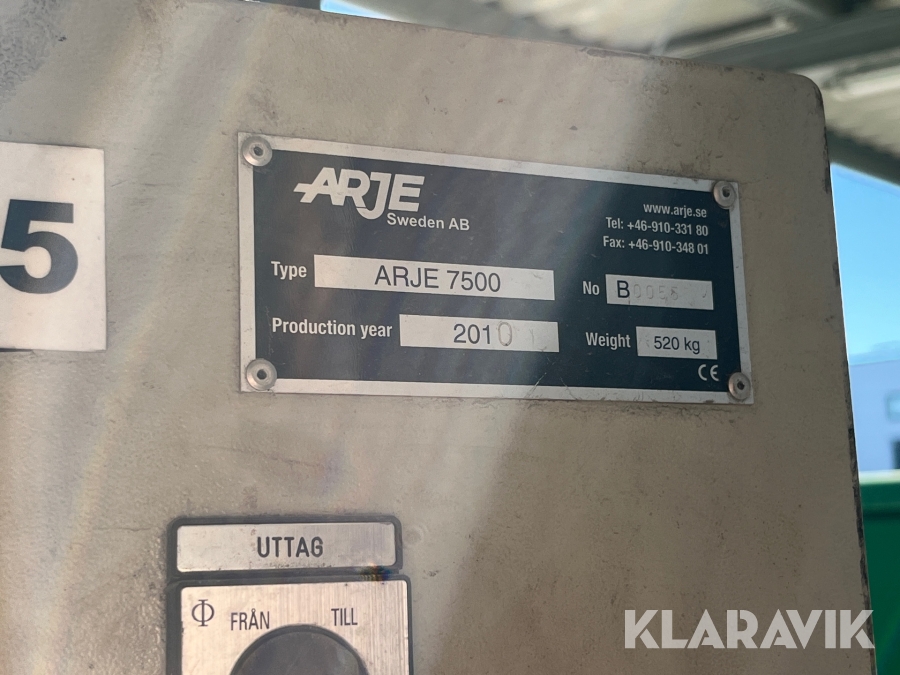 5
ARJE
Sweden AB
www.arje.se
Tel: +46-910-331 80
Fax: +46-910-348 01
Type ARJE 7500
No B
Production year 2010
Weight 520 kg
CE
UTTAG
Φ FRÅN TILL
KLARAVIK